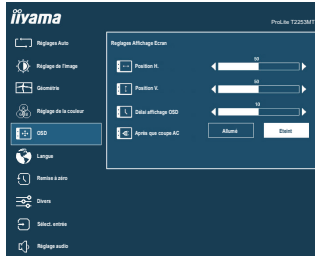 iiyama
ProLite T2253MT
Réglages Auto
Réglage de l'image
Géométrie
Réglage de la couleur
OSD
Langue
Remise à zéro
Divers
Sélect. entrée
Réglage audio
Reglages Affichage Ecran
Position H.
50
Position V.
50
Délai affichage OSD
10
Après que coupe AC
Allumé
Eteint